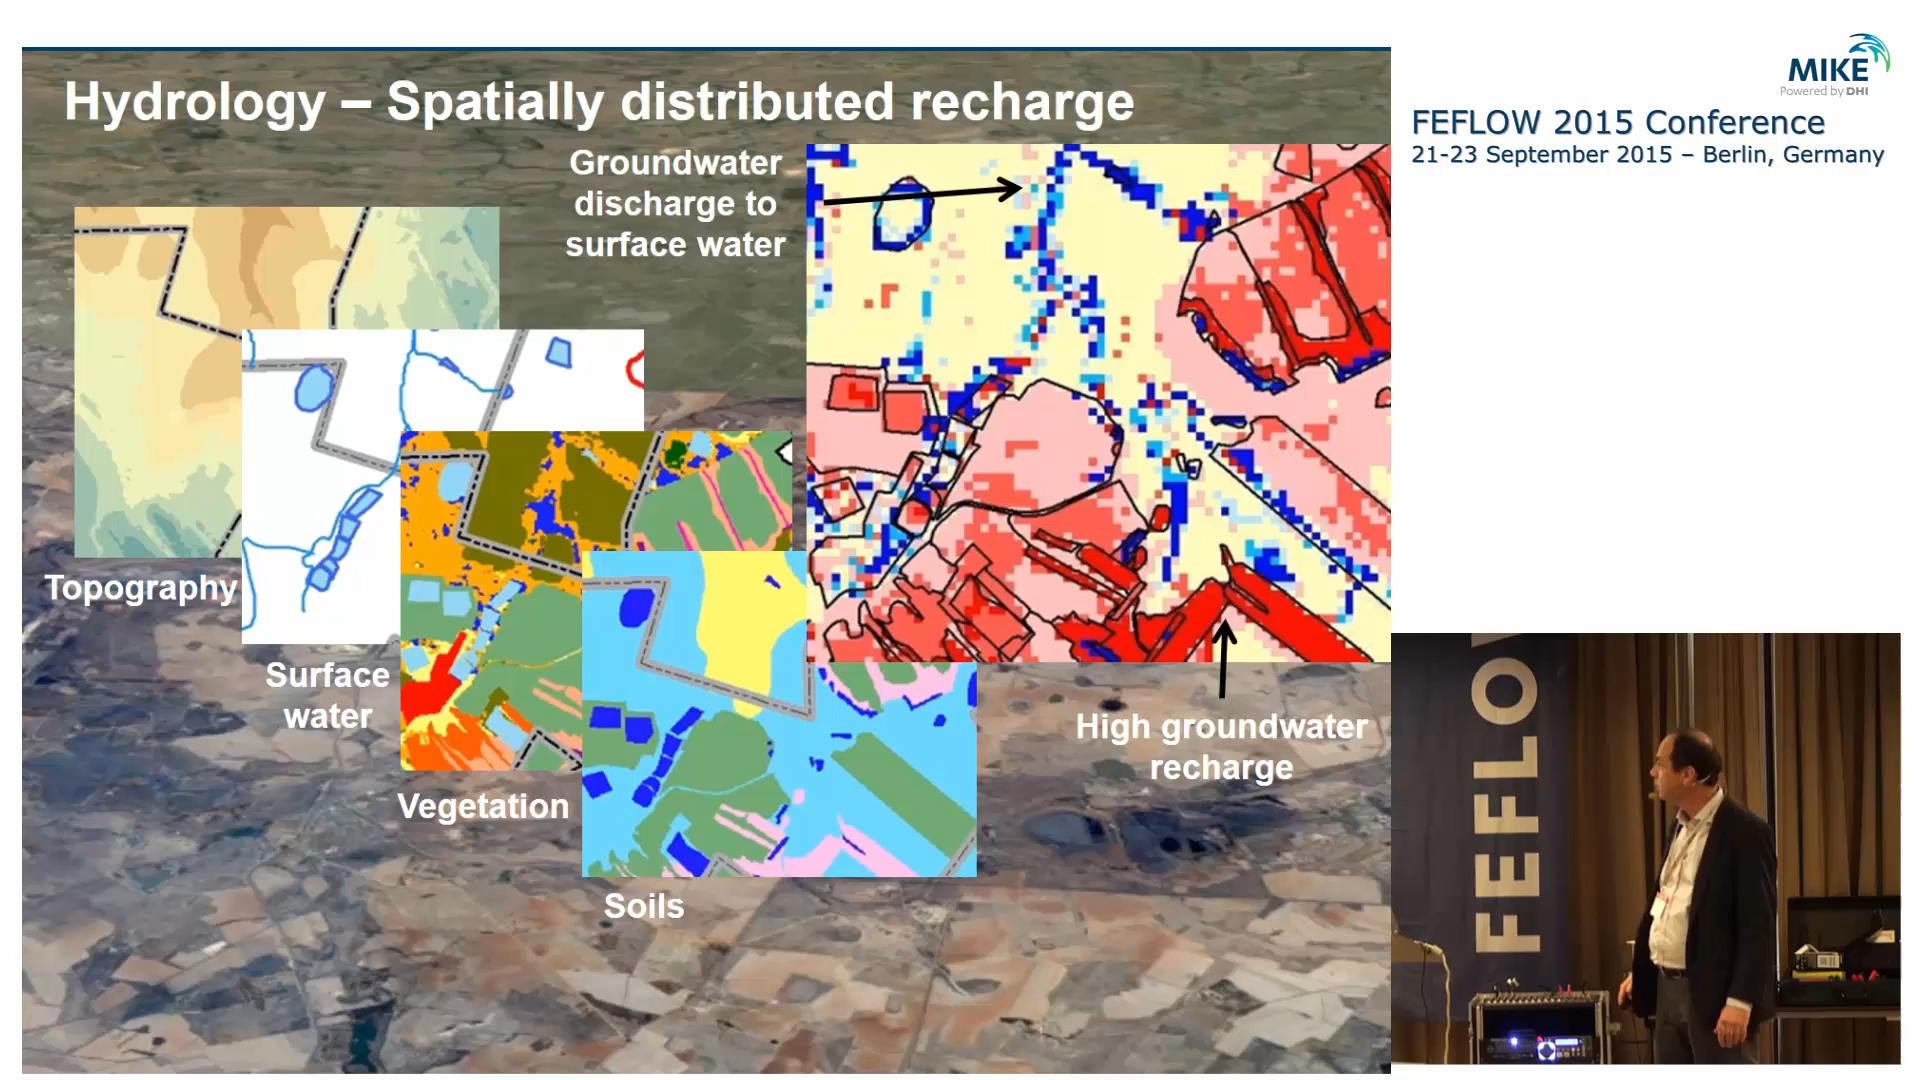 Hydrology – Spatially distributed recharge
Groundwater
discharge to
surface water
Topography
Surface
water
Vegetation
Soils
High groundwater
recharge
MIKE
Powered by DHI
FEFLOW 2015 Conference
21-23 September 2015 – Berlin, Germany
FEFLO